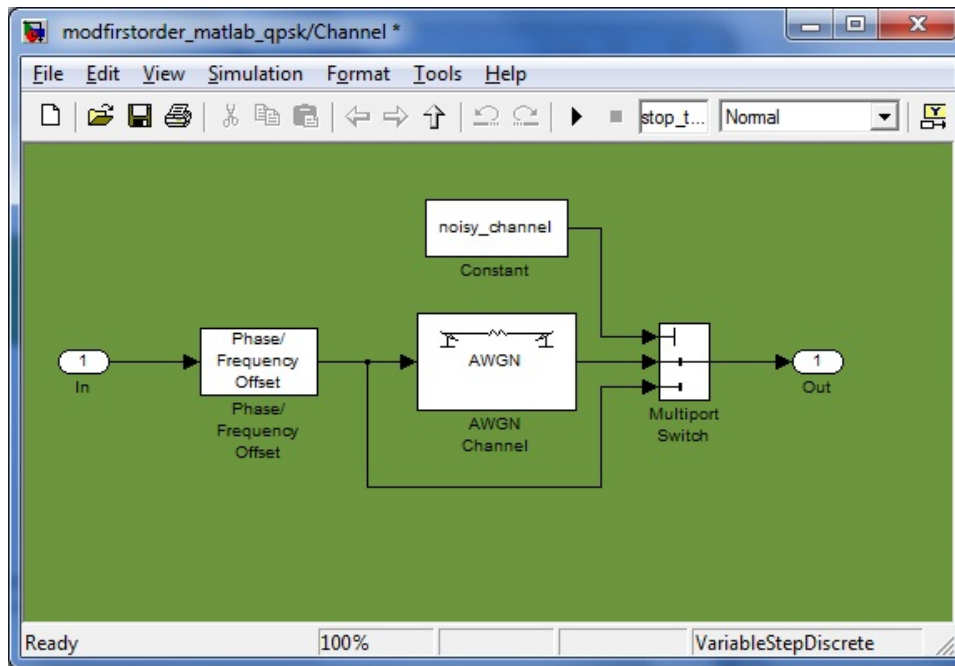 modfirstorder_matlab_qpsk/Channel *
File Edit View Simulation Format Tools Help
stop_t... Normal
noisy_channel
Constant
1
In
Phase/
Frequency
Offset
Phase/
Frequency
Offset
AWGN
AWGN
Channel
Multiport
Switch
1
Out
Ready 100% VariableStepDiscrete